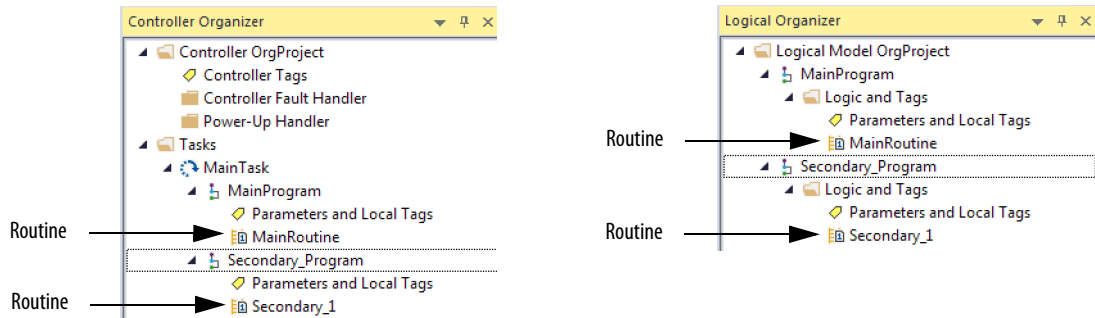 Controller Organizer
Controller OrgProject
Controller Tags
Controller Fault Handler
Power-Up Handler
Tasks
MainTask
MainProgram
Parameters and Local Tags
Routine
MainRoutine
Secondary_Program
Parameters and Local Tags
Routine
Secondary_1
Logical Organizer
Logical Model OrgProject
MainProgram
Logic and Tags
Parameters and Local Tags
Routine
MainRoutine
Secondary_Program
Logic and Tags
Parameters and Local Tags
Routine
Secondary_1